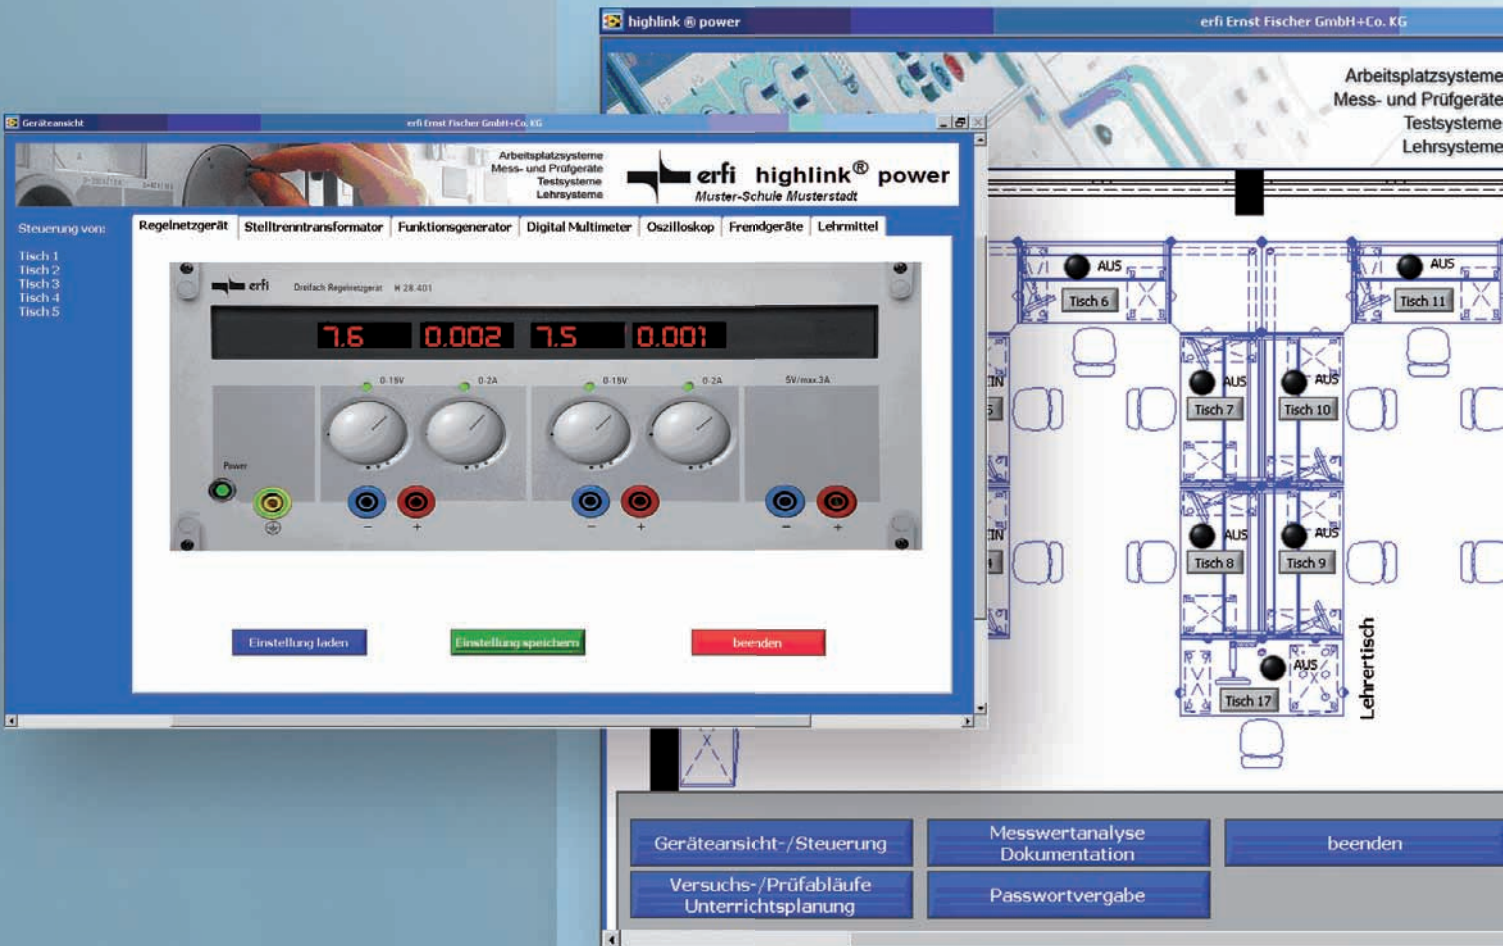 highlink ® power
erfi Ernst Fischer GmbH+Co. KG
Arbeitsplatzsysteme
Mess- und Prüfgeräte
Testsysteme
Lehrsysteme
Geräteansicht
erfi Ernst Fischer GmbH+Co. KG
Arbeitsplatzsysteme
Mess- und Prüfgeräte
Testsysteme
Lehrsysteme
erfi highlink® power
Muster-Schule Musterstadt
Steuerung von:
Tisch 1
Tisch 2
Tisch 3
Tisch 4
Tisch 5
Regelnetzgerät
Stelltrenntransformator
Funktionsgenerator
Digital Multimeter
Oszilloskop
Fremdgeräte
Lehrmittel
erfi
Dreifach Regelnetzgerät H 28.401
7.6 0.002 7.5 0.001
0-15V 0-2A 0-15V 0-2A 5V/max.3A
Power
− + − + − +
Einstellung laden
Einstellung speichern
beenden
AUS
Tisch 6
AUS
Tisch 11
AUS
Tisch 7
AUS
Tisch 10
AUS
Tisch 8
AUS
Tisch 9
AUS
Tisch 17
Lehrertisch
Geräteansicht-/Steuerung
Messwertanalyse
Dokumentation
beenden
Versuchs-/Prüfabläufe
Unterrichtsplanung
Passwortvergabe